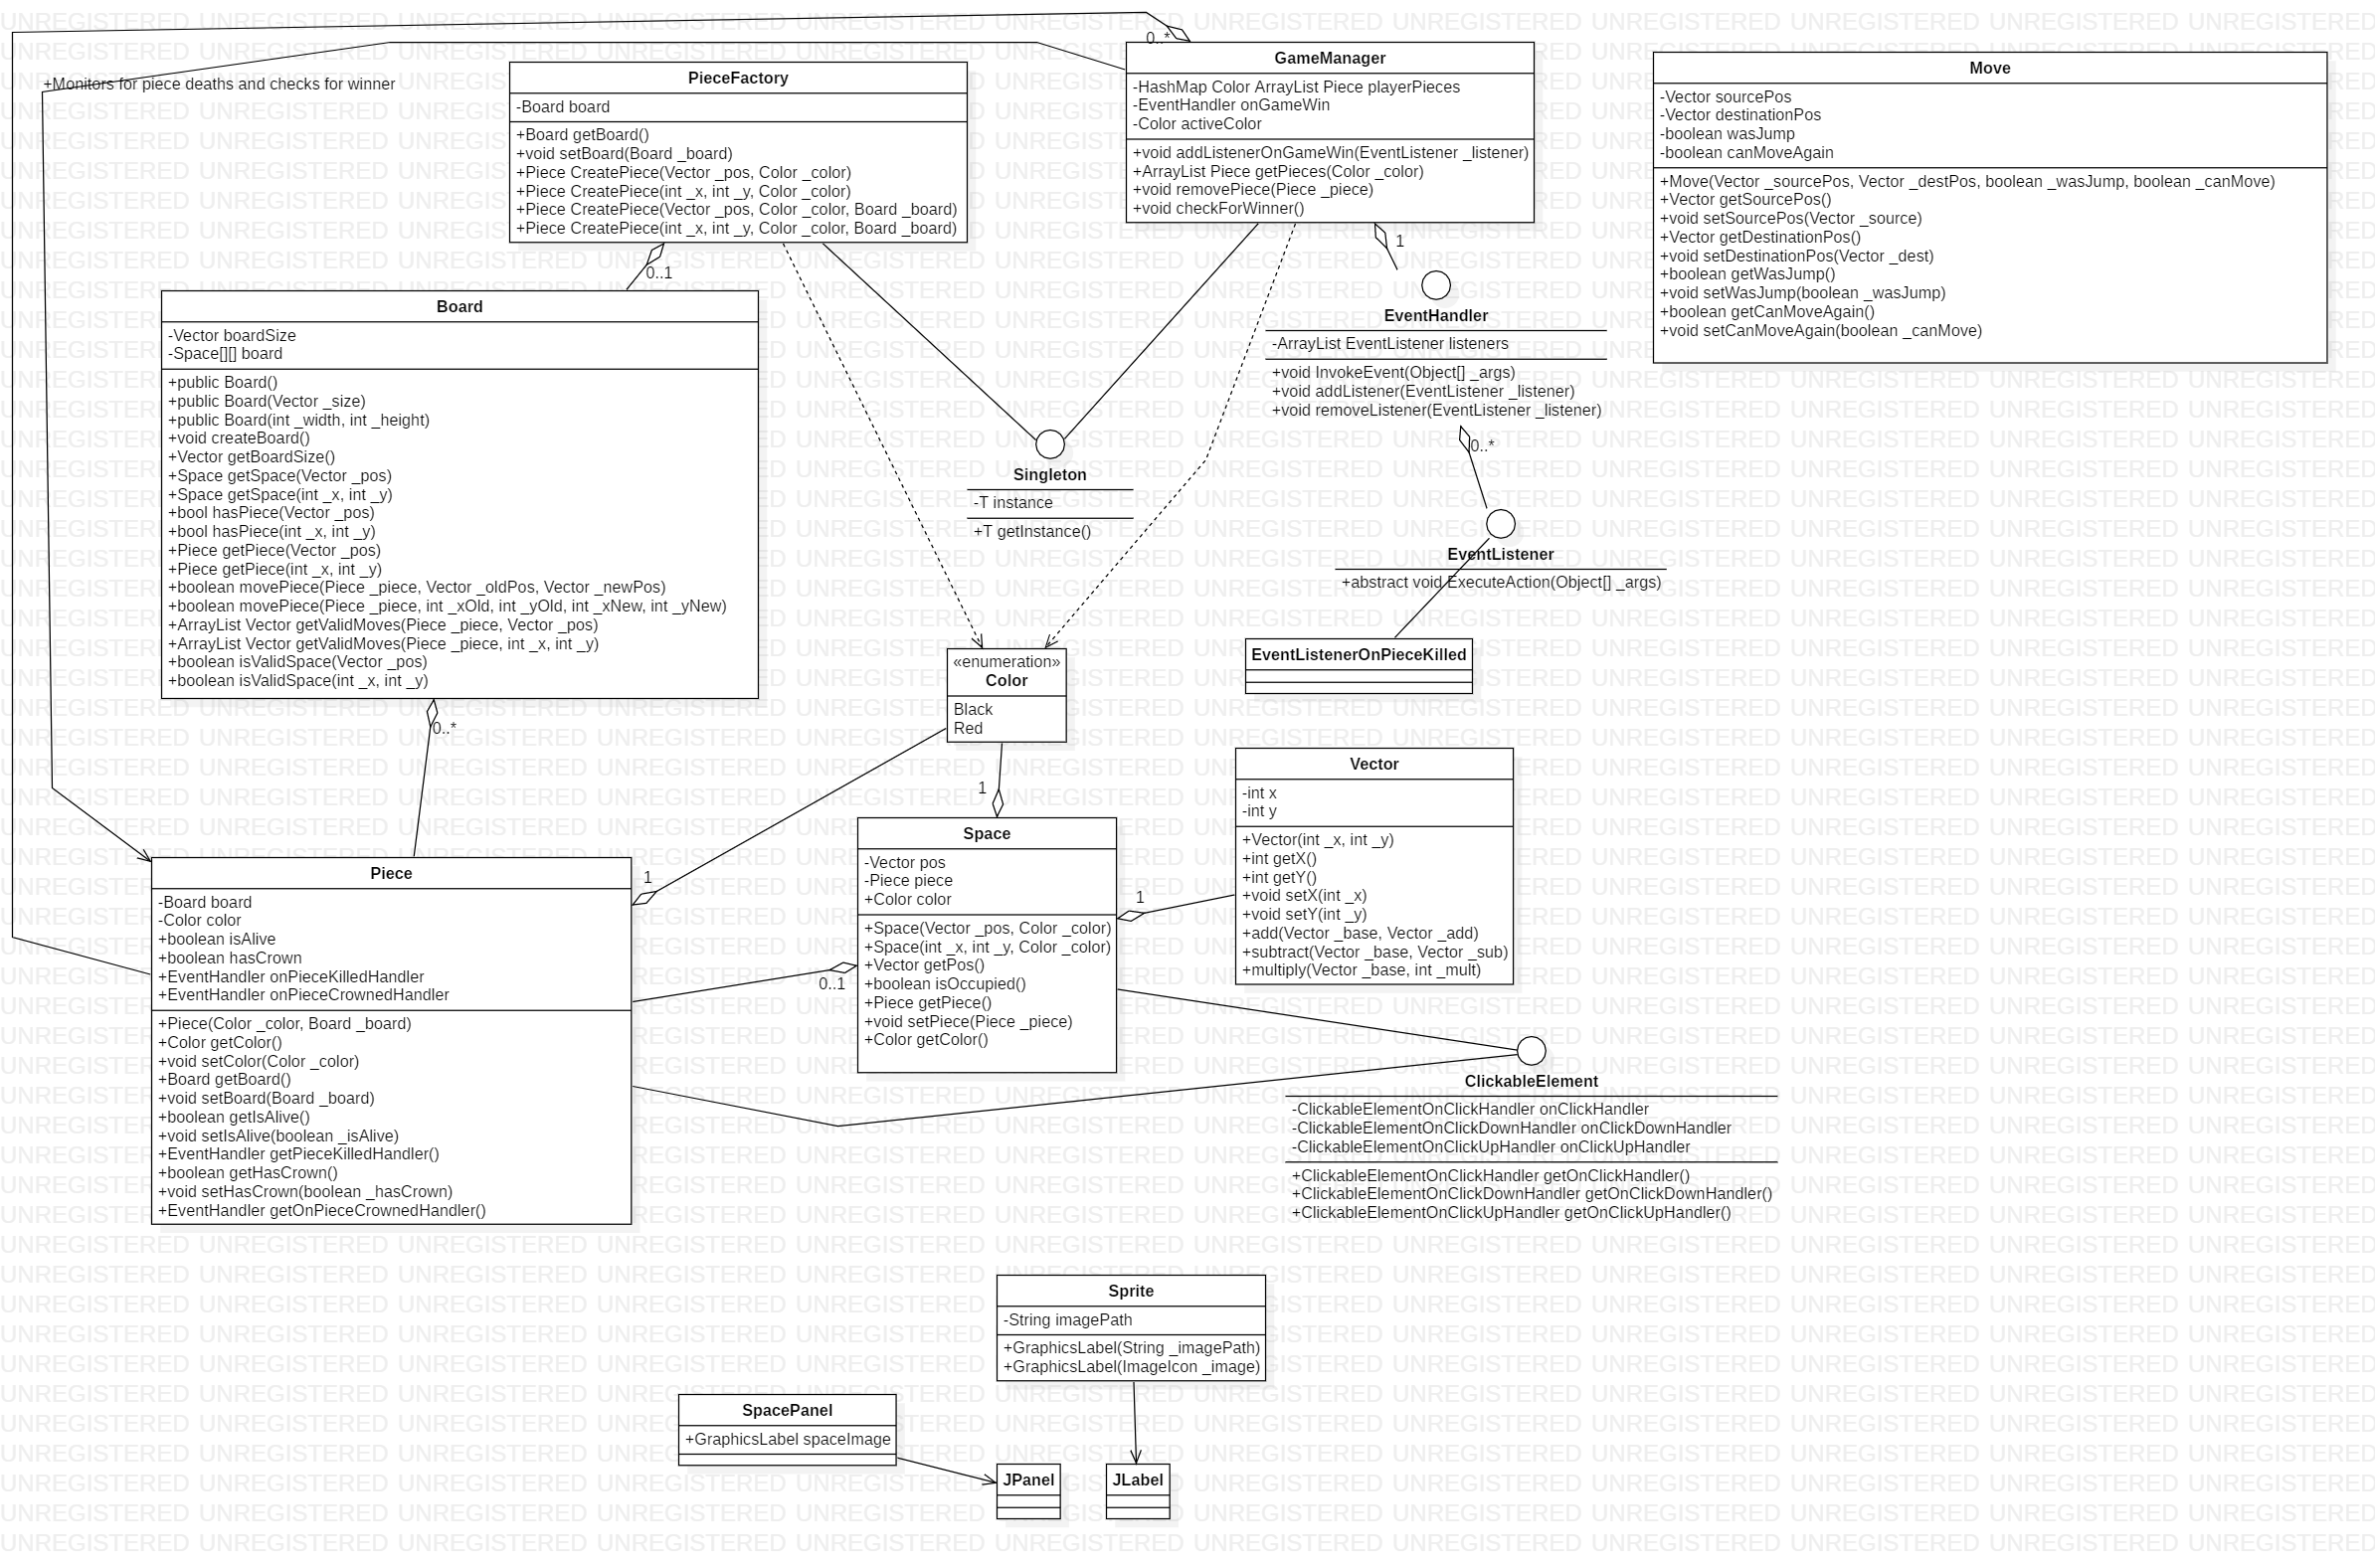 0..*
+Monitors for piece deaths and checks for winner
PieceFactory
-Board board
+Board getBoard()
+void setBoard(Board _board)
+Piece CreatePiece(Vector _pos, Color _color)
+Piece CreatePiece(int _x, int _y, Color _color)
+Piece CreatePiece(Vector _pos, Color _color, Board _board)
+Piece CreatePiece(int _x, int _y, Color _color, Board _board)
0..1
GameManager
-HashMap Color ArrayList Piece playerPieces
-EventHandler onGameWin
-Color activeColor
+void addListenerOnGameWin(EventListener _listener)
+ArrayList Piece getPieces(Color _color)
+void removePiece(Piece _piece)
+void checkForWinner()
1
Move
-Vector sourcePos
-Vector destinationPos
-boolean wasJump
-boolean canMoveAgain
+Move(Vector _sourcePos, Vector _destPos, boolean _wasJump, boolean _canMove)
+Vector getSourcePos()
+void setSourcePos(Vector _source)
+Vector getDestinationPos()
+void setDestinationPos(Vector _dest)
+boolean getWasJump()
+void setWasJump(boolean _wasJump)
+boolean getCanMoveAgain()
+void setCanMoveAgain(boolean _canMove)
Board
-Vector boardSize
-Space[][] board
+public Board()
+public Board(Vector _size)
+public Board(int _width, int _height)
+void createBoard()
+Vector getBoardSize()
+Space getSpace(Vector _pos)
+Space getSpace(int _x, int _y)
+bool hasPiece(Vector _pos)
+bool hasPiece(int _x, int _y)
+Piece getPiece(Vector _pos)
+Piece getPiece(int _x, int _y)
+boolean movePiece(Piece _piece, Vector _oldPos, Vector _newPos)
+boolean movePiece(Piece _piece, int _xOld, int _yOld, int _xNew, int _yNew)
+ArrayList Vector getValidMoves(Piece _piece, Vector _pos)
+ArrayList Vector getValidMoves(Piece _piece, int _x, int _y)
+boolean isValidSpace(Vector _pos)
+boolean isValidSpace(int _x, int _y)
0..*
EventHandler
-ArrayList EventListener listeners
+void InvokeEvent(Object[] _args)
+void addListener(EventListener _listener)
+void removeListener(EventListener _listener)
0..*
Singleton
-T instance
+T getInstance()
EventListener
+abstract void ExecuteAction(Object[] _args)
EventListenerOnPieceKilled
«enumeration»
Color
Black
Red
1
1
Vector
-int x
-int y
+Vector(int _x, int _y)
+int getX()
+int getY()
+void setX(int _x)
+void setY(int _y)
+add(Vector _base, Vector _add)
+subtract(Vector _base, Vector _sub)
+multiply(Vector _base, int _mult)
Space
-Vector pos
-Piece piece
+Color color
+Space(Vector _pos, Color _color)
+Space(int _x, int _y, Color _color)
+Vector getPos()
+boolean isOccupied()
+Piece getPiece()
+void setPiece(Piece _piece)
+Color getColor()
1
0..1
Piece
-Board board
-Color color
+boolean isAlive
+boolean hasCrown
+EventHandler onPieceKilledHandler
+EventHandler onPieceCrownedHandler
+Piece(Color _color, Board _board)
+Color getColor()
+void setColor(Color _color)
+Board getBoard()
+void setBoard(Board _board)
+boolean getIsAlive()
+void setIsAlive(boolean _isAlive)
+EventHandler getPieceKilledHandler()
+boolean getHasCrown()
+void setHasCrown(boolean _hasCrown)
+EventHandler getOnPieceCrownedHandler()
ClickableElement
-ClickableElementOnClickHandler onClickHandler
-ClickableElementOnClickDownHandler onClickDownHandler
-ClickableElementOnClickUpHandler onClickUpHandler
+ClickableElementOnClickHandler getOnClickHandler()
+ClickableElementOnClickDownHandler getOnClickDownHandler()
+ClickableElementOnClickUpHandler getOnClickUpHandler()
Sprite
-String imagePath
+GraphicsLabel(String _imagePath)
+GraphicsLabel(ImageIcon _image)
SpacePanel
+GraphicsLabel spaceImage
JPanel
JLabel
UNREGISTERED